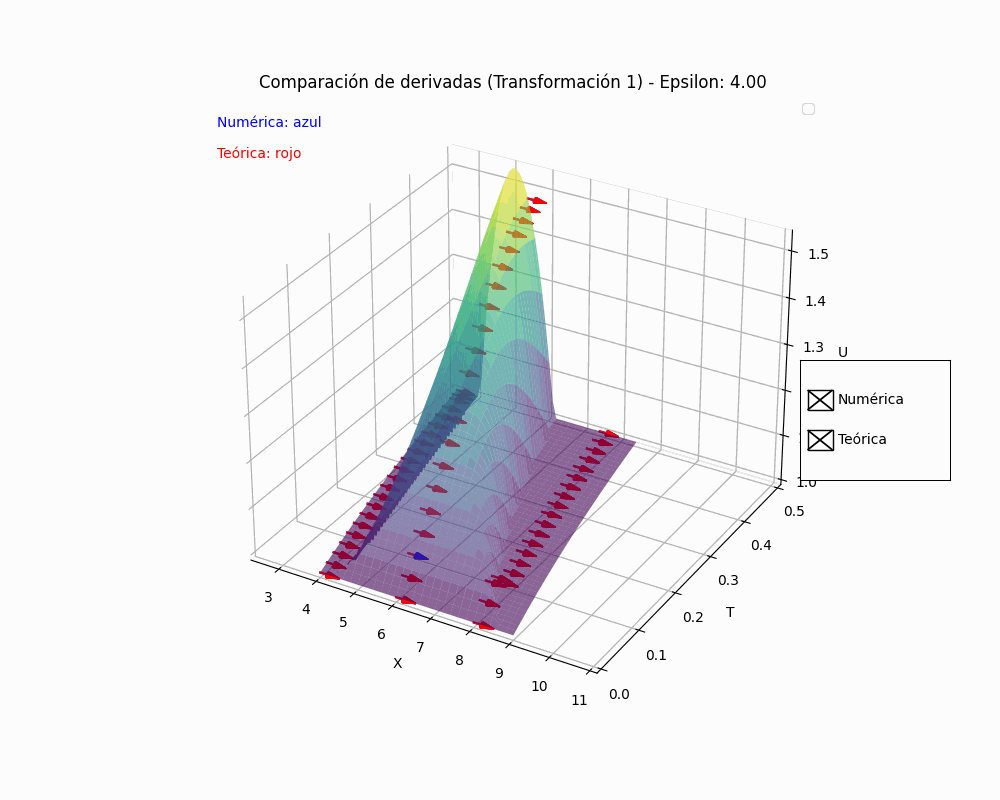 Comparación de derivadas (Transformación 1) - Epsilon: 4.00
Numérica: azul
Teórica: rojo
1.5
1.4
1.3
U
Numérica
Teórica
1.0
0.5
0.4
0.3
0.2
0.1
0.0
T
3
4
5
6
7
8
9
10
11
X